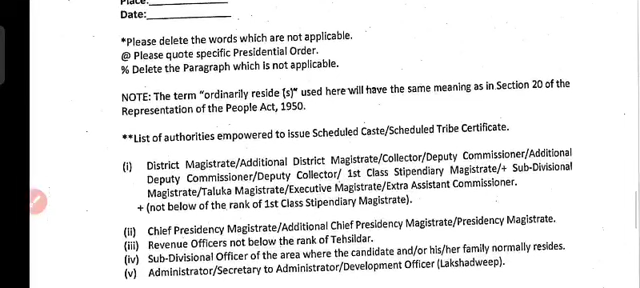 Place:
Date:
*Please delete the words which are not applicable.
@ Please quote specific Presidential Order.
% Delete the Paragraph which is not applicable.
NOTE: The term "ordinarily reside (s)" used here will have the same meaning as in Section 20 of the
Representation of the People Act, 1950.
**List of authorities empowered to issue Scheduled Caste/Scheduled Tribe Certificate.
(i) District Magistrate/Additional District Magistrate/Collector/Deputy Commissioner/Additional
Deputy Commissioner/Deputy Collector/ 1st Class Stipendiary Magistrate/+ Sub-Divisional
Magistrate/Taluka Magistrate/Executive Magistrate/Extra Assistant Commissioner.
+ (not below of the rank of 1st Class Stipendiary Magistrate).
(ii) Chief Presidency Magistrate/Additional Chief Presidency Magistrate/Presidency Magistrate.
(iii) Revenue Officers not below the rank of Tehsildar.
(iv) Sub-Divisional Officer of the area where the candidate and/or his/her family normally resides.
(v) Administrator/Secretary to Administrator/Development Officer (Lakshadweep).